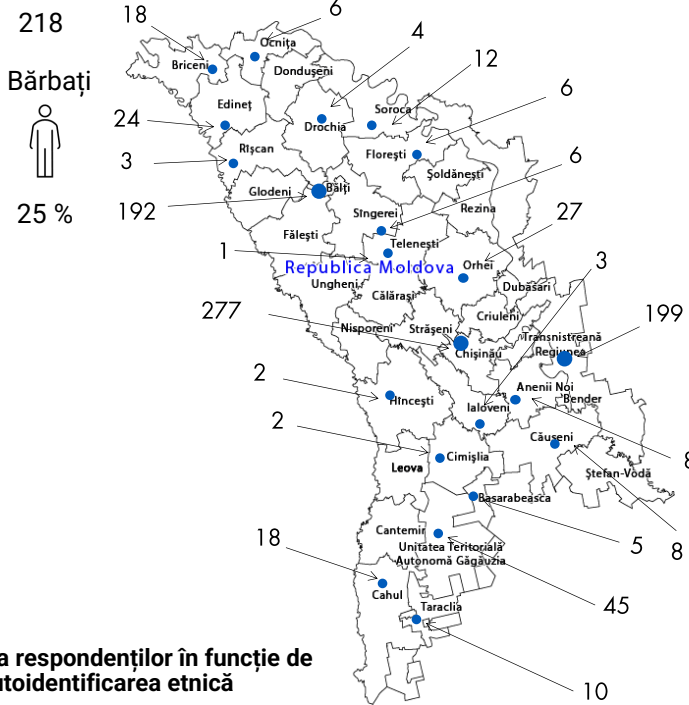 218
Bărbați
25 %
18
6
4
12
6
6
27
3
199
8
8
5
45
10
18
2
2
277
1
192
3
24
Ocnița
Briceni
Dondușeni
Edineț
Soroca
Drochia
Rîșcan
Florești
Șoldănești
Glodeni
Bălți
Sîngerei
Rezina
Fălești
Telenești
Republica Moldova
Orhei
Ungheni
Dubăsari
Călărași
Criuleni
Nisporeni
Strășeni
Chișinău
Transnistreană
Regiunea
Anenii Noi
Hîncești
Ialoveni
Bender
Căușeni
Cimișlia
Leova
Ștefan-Vodă
Basarabeasca
Cantemir
Unitatea Teritorială
Autonomă Găgăuzia
Cahul
Taraclia
a respondenților în funcție de
utoidentificarea etnică